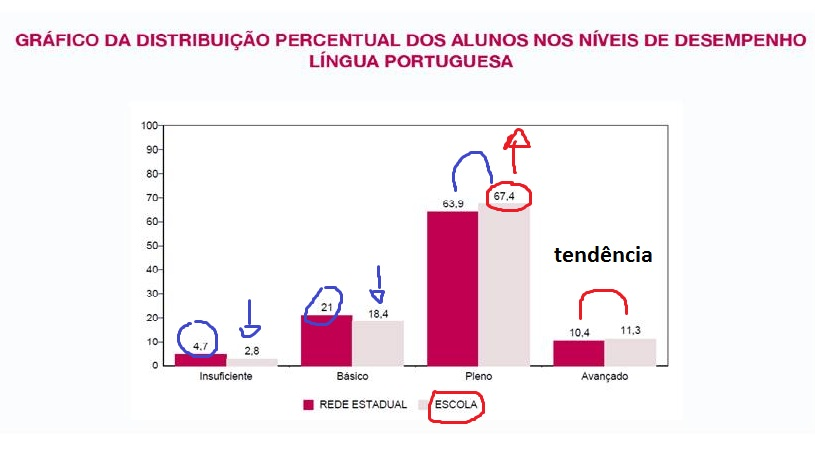 GRÁFICO DA DISTRIBUIÇÃO PERCENTUAL DOS ALUNOS NOS NÍVEIS DE DESEMPENHO
LÍNGUA PORTUGUESA
100
90
80
70
60
50
40
30
20
10
0
4,7
2,8
21
18,4
63,9
67,4
tendência
10,4
11,3
Insuficiente
Básico
Pleno
Avançado
REDE ESTADUAL
ESCOLA